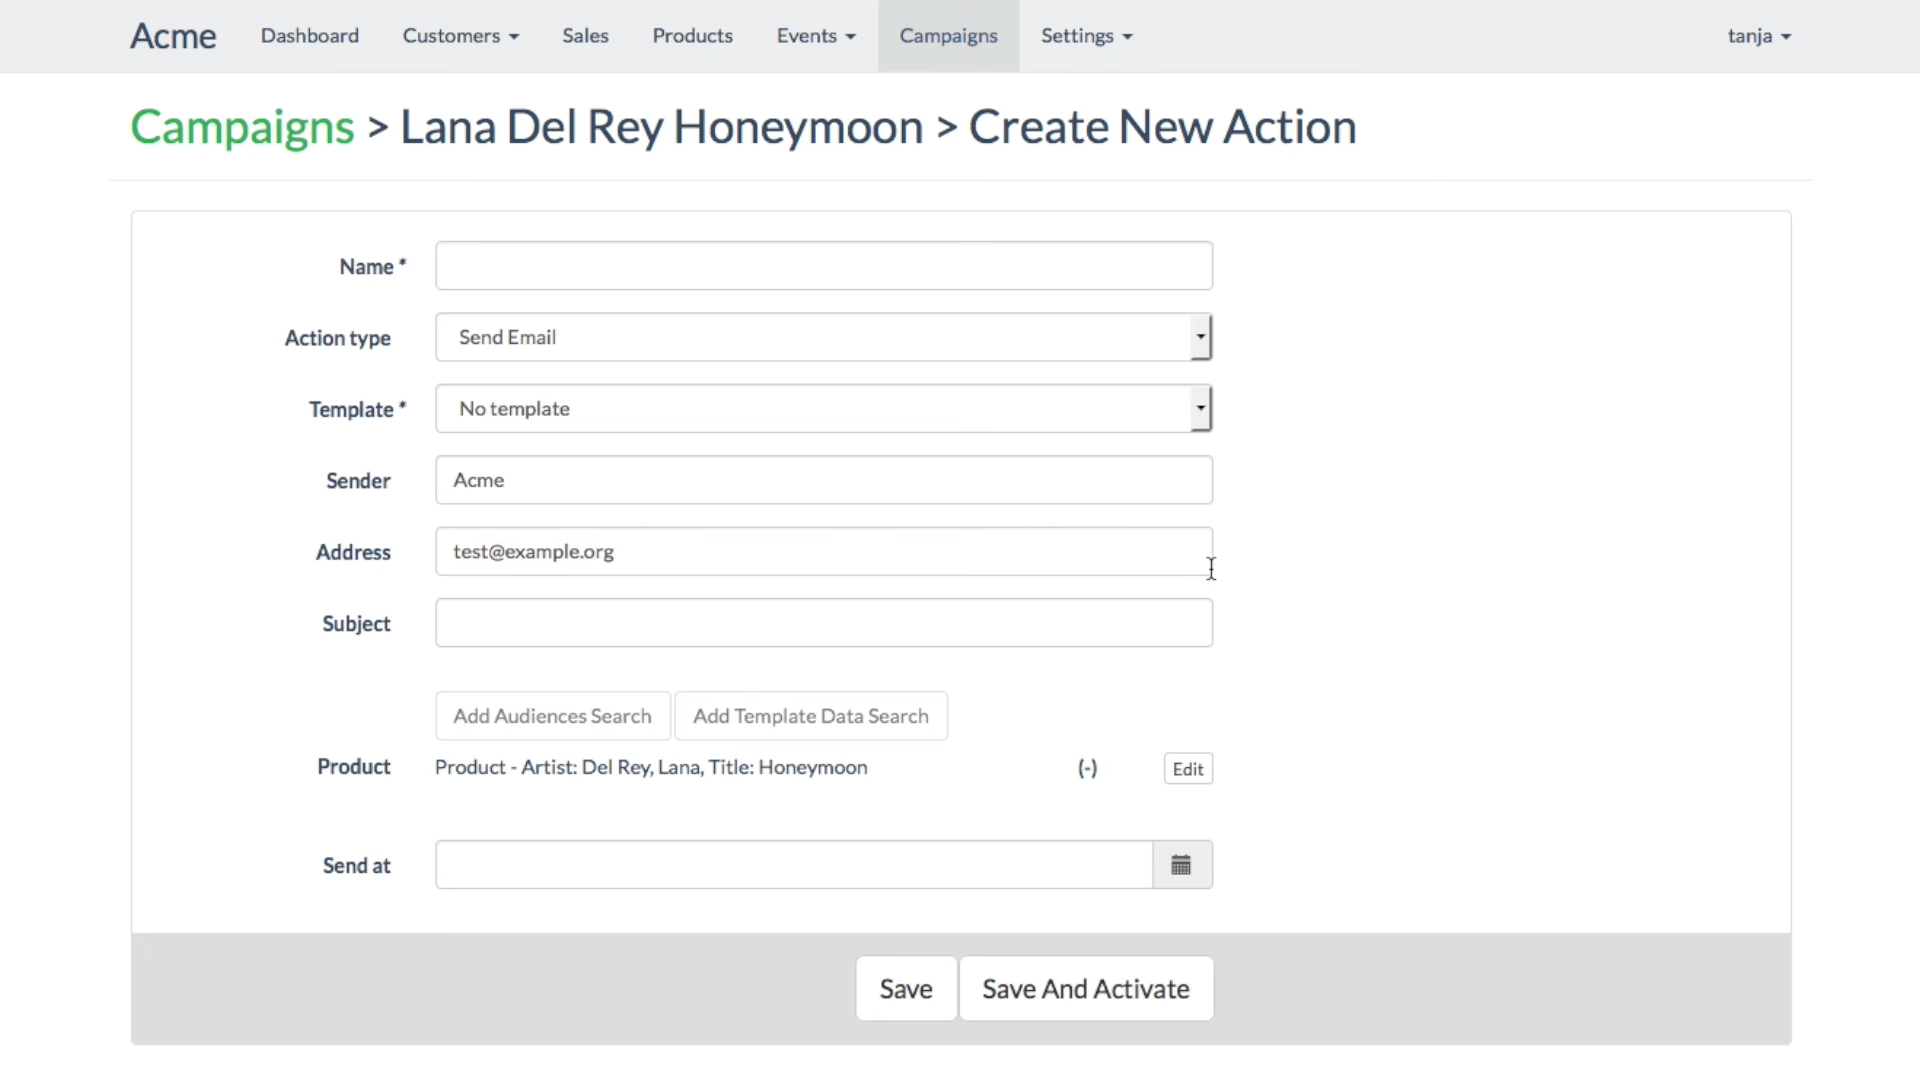 Acme Dashboard Customers Sales Products Events Campaigns Settings tanja
Campaigns > Lana Del Rey Honeymoon > Create New Action
Name *
Action type Send Email
Template * No template
Sender Acme
Address test@example.org
Subject
Add Audiences Search Add Template Data Search
Product Product - Artist: Del Rey, Lana, Title: Honeymoon (-) Edit
Send at
Save Save And Activate